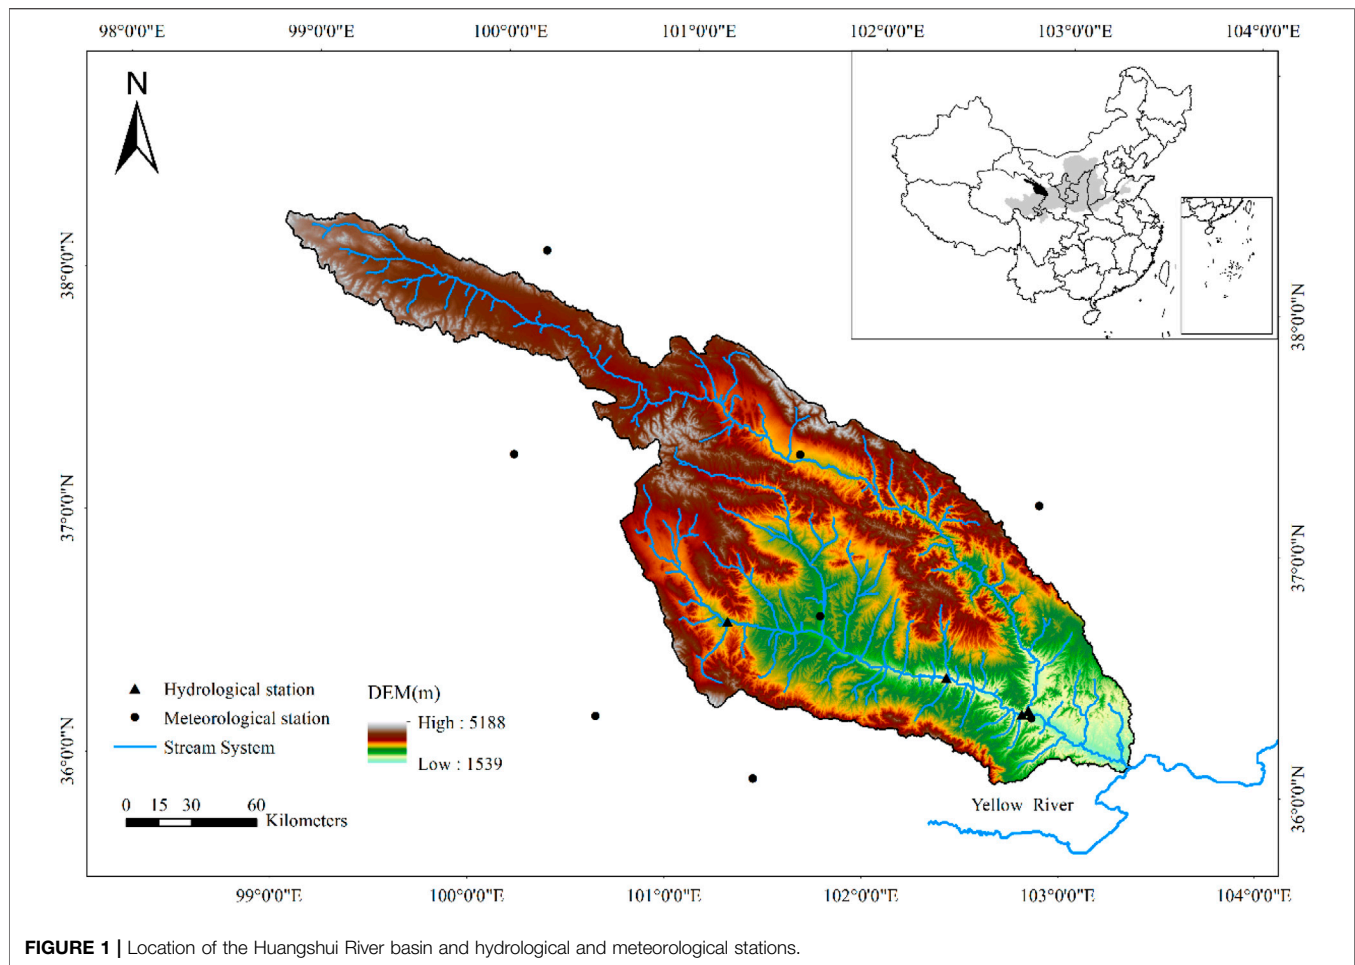 98°0'0"E 99°0'0"E 100°0'0"E 101°0'0"E 102°0'0"E 103°0'0"E 104°0'0"E
N
38°0'0"N
37°0'0"N
36°0'0"N
38°0'0"N
37°0'0"N
36°0'0"N
Hydrological station
Meteorological station
Stream System
DEM(m)
High : 5188
Low : 1539
0 15 30 60
Kilometers
Yellow River
99°0'0"E 100°0'0"E 101°0'0"E 102°0'0"E 103°0'0"E 104°0'0"E
FIGURE 1 | Location of the Huangshui River basin and hydrological and meteorological stations.